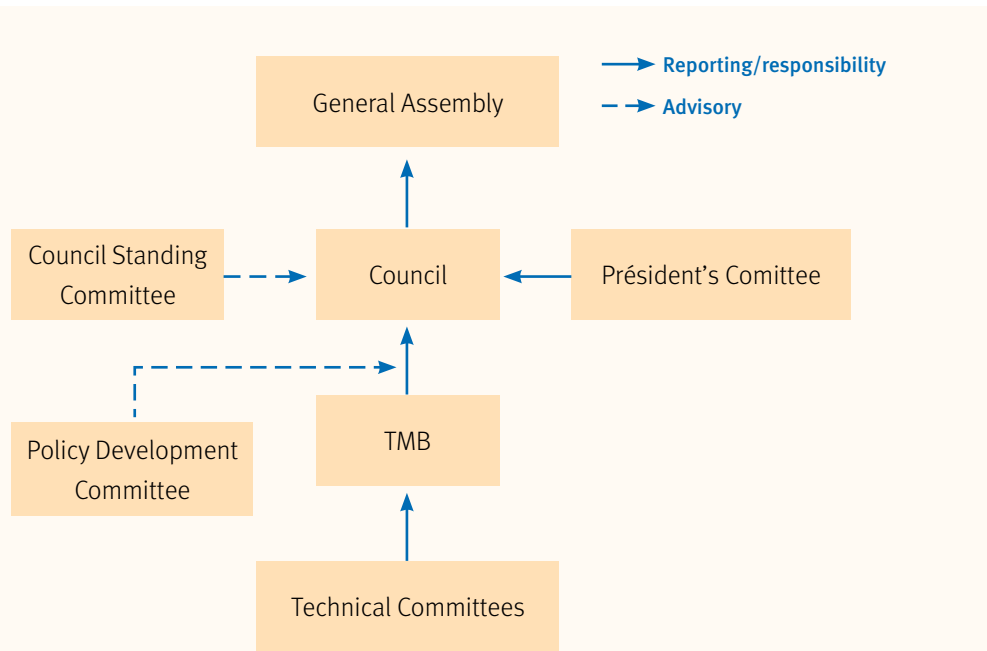 General Assembly
Reporting/responsibility
Advisory
Council Standing
Committee
Council
Président's Comittee
Policy Development
Committee
TMB
Technical Committees